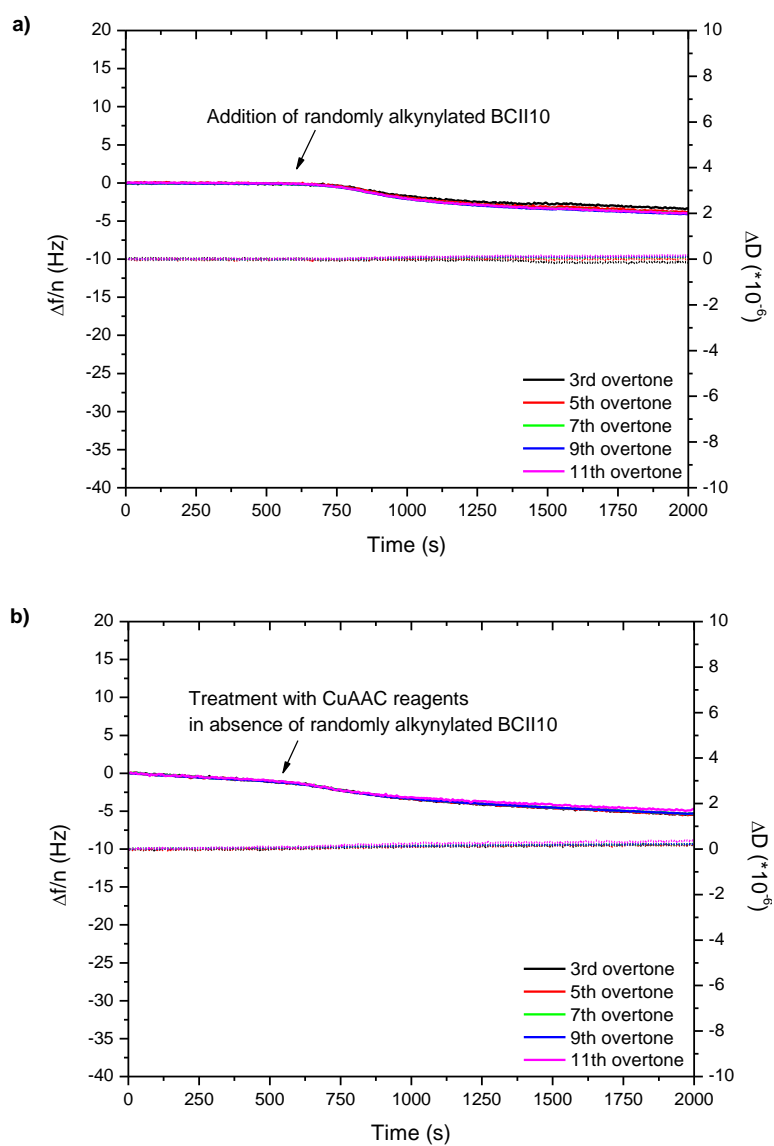 a)
20
15
10
5
0
-5
-10
-15
-20
-25
-30
-35
-40
Δf/n (Hz)
Addition of randomly alkynylated BCII10
10
8
6
4
2
0
-2
-4
-6
-8
-10
ΔD (*10-6)
3rd overtone
5th overtone
7th overtone
9th overtone
11th overtone
0 250 500 750 1000 1250 1500 1750 2000
Time (s)
b)
20
15
10
5
0
-5
-10
-15
-20
-25
-30
-35
-40
Δf/n (Hz)
Treatment with CuAAC reagents
in absence of randomly alkynylated BCII10
10
8
6
4
2
0
-2
-4
-6
-8
-10
ΔD (*10-6)
3rd overtone
5th overtone
7th overtone
9th overtone
11th overtone
0 250 500 750 1000 1250 1500 1750 2000
Time (s)